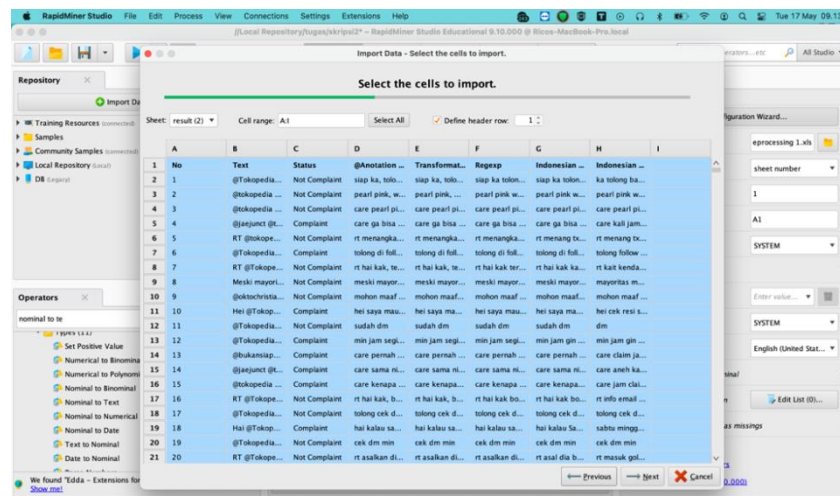 RapidMiner Studio File Edit Process View Connections Settings Extensions Help Tue 17 May 09.13
//Local Repository/tugas/skripsi2* – RapidMiner Studio Educational 9.10.000 @ Ricos-MacBook-Pro.local
Import Data - Select the cells to import.
All Studio
Repository
Import Da
Training Resources (connected)
Samples
Community Samples (connected)
Local Repository (Local)
DB (Legacy)
Select the cells to import.
Sheet: result (2) Cell range: A:I Select All Define header row: 1
A B C D E F G H I
1 No Text Status @Anotation ... Transformat... Regexp Indonesian ... Indonesian ...
2 1 @Tokopedia... Not Complaint siap ka, tolo... siap ka, tolo... siap ka tolon... siap ka tolon... ka tolong ba...
3 2 @tokopedia ... Not Complaint pearl pink, w... pearl pink, ... pearl pink w... pearl pink w... pearl pink w...
4 3 @tokopedia ... Not Complaint care pearl pi... care pearl pi... care pearl pi... care pearl pi... care pearl pi...
5 4 @jaejunct @t... Not Complaint care ga bisa ... care ga bisa ... care ga bisa ... care ga bisa ... care kali jam...
6 5 RT @tokope... Not Complaint rt menangka... rt menangka... rt menangka... rt menang tx... rt menang tx...
7 6 @Tokopedia... Complaint tolong di foll... tolong di foll... tolong di foll... tolong di foll... tolong follow ...
8 7 RT @Tokope... Not Complaint rt hai kak, te... rt hai kak, te... rt hai kak ter... rt hai kak ka... rt kait kenda...
9 8 Meski mayori... Not Complaint meski mayor... meski mayor... meski mayor... meski mayor... mayoritas m...
10 9 @oktochristia... Not Complaint mohon maaf... mohon maaf... mohon maaf ... mohon maaf... mohon maaf ...
11 10 Hei @Tokop... Complaint hei saya mau... hei saya ma... hei saya mau... hei saya ma... hei cek resi s...
12 11 @Tokopedia... Not Complaint sudah dm sudah dm sudah dm sudah dm dm
13 12 @Tokopedia... Complaint min jam segi... min jam segi... min jam segi... min jam gin ... min jam gin ...
14 13 @bukansiap... Not Complaint care pernah ... care pernah ... care pernah ... care pernah ... care claim ja...
15 14 @jaejunct @t... Not Complaint care sama ni... care sama ni... care sama ni... care sama ni... care aneh ka...
16 15 @tokopedia ... Not Complaint care kenapa ... care kenapa... care kenapa ... care kenapa... care jam clai...
17 16 RT @Tokope... Not Complaint rt hai kak, b... rt hai kak, b... rt hai kak bo... rt hai kak bo... rt info email ...
18 17 @Tokopedia... Not Complaint tolong cek d... tolong cek d... tolong cek d... tolong cek d... tolong cek d...
19 18 Hai @Tokop... Not Complaint hai kalau sa... hai kalau sa... hai kalau sa... hai kalau Sa... sabtu mingg...
20 19 @Tokopedia... Not Complaint cek dm min cek dm min cek dm min cek dm min cek dm min
21 20 RT @Tokope... Not Complaint rt asalkan di... rt asalkan di... rt asalkan di... rt asal dia b... rt masuk gol...
Previous Next Cancel
Operators
nominal to te
Types (11)
Set Positive Value
Numerical to Binomina
Numerical to Polynomi
Nominal to Binominal
Nominal to Text
Nominal to Numerical
Nominal to Date
Text to Nominal
Date to Nominal
We found "Edda – Extensions for
Show me!
figuration Wizard...
eprocessing 1.xls
sheet number
1
A1
SYSTEM
Enter value...
SYSTEM
English (United Stat...
Edit List (0)...
as missings